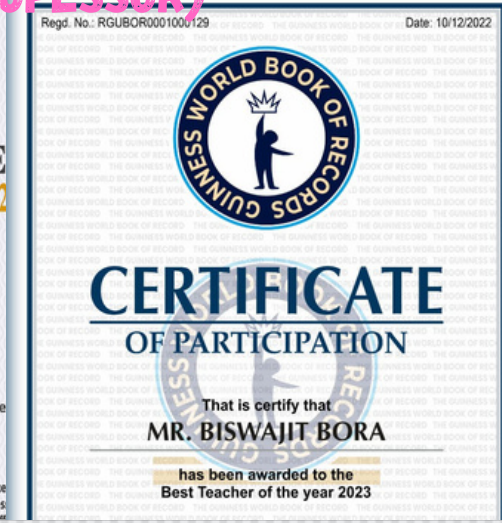 Regd. No.: RGUBOR0001000129
Date: 10/12/2022
GUINNESS WORLD BOOK OF RECORDS
CERTIFICATE
OF PARTICIPATION
That is certify that
MR. BISWAJIT BORA
has been awarded to the
Best Teacher of the year 2023